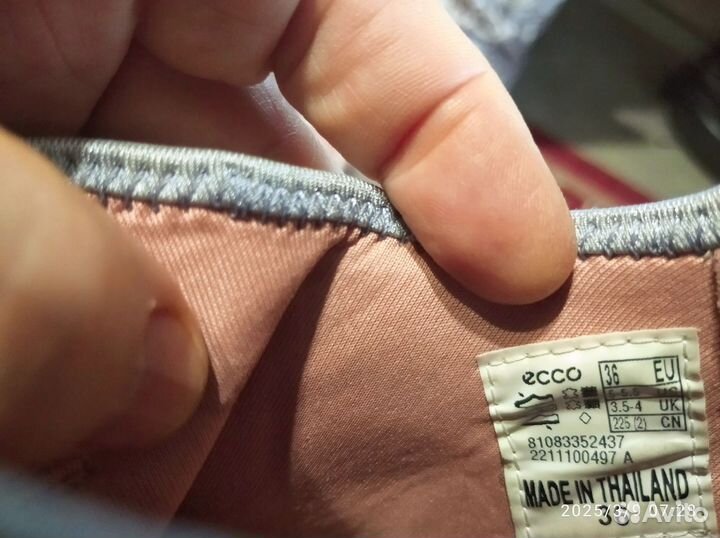 ecco
36 EU
3.5-4 UK
225 (2) CN
81083352437
2211100497 A
MADE IN THAILAND
2025/3/9 07:28
Avito